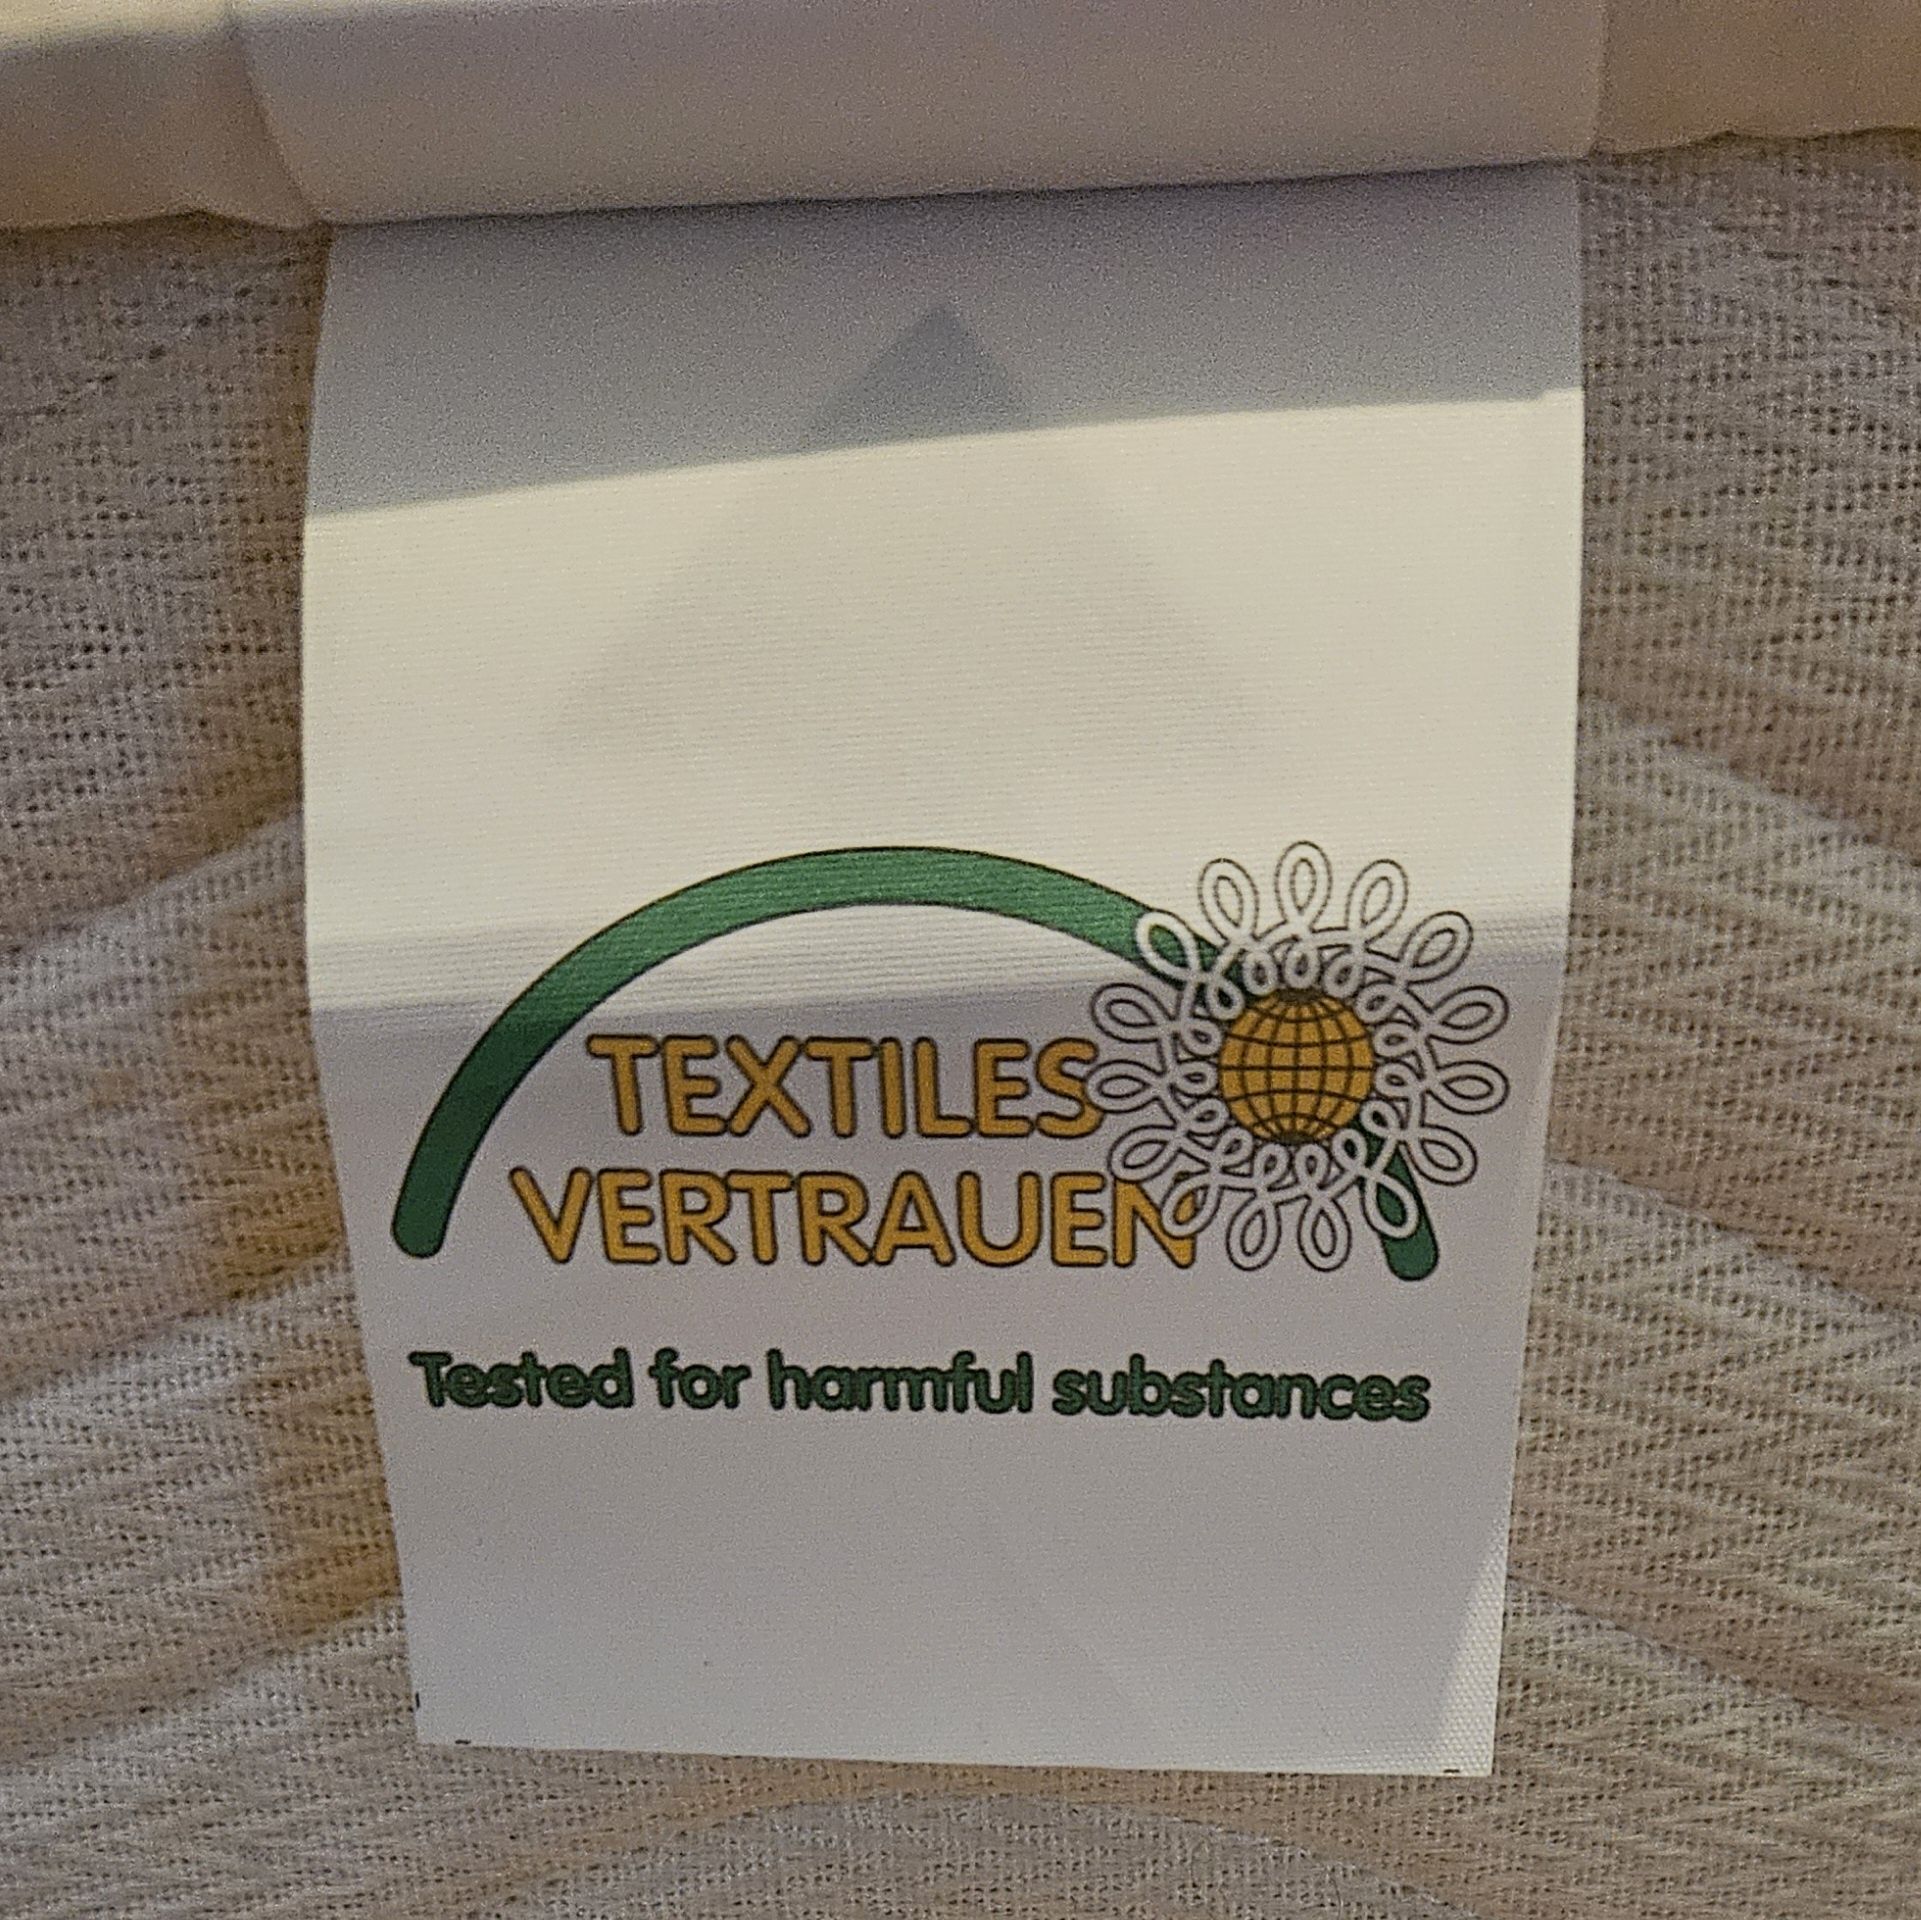 TEXTILES
VERTRAUEN
Tested for harmful substances